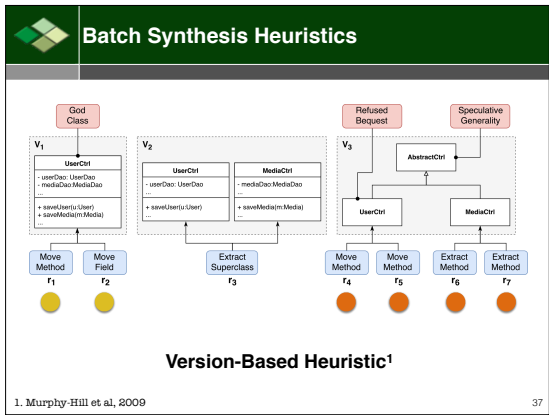 Batch Synthesis Heuristics
God
Class
Refused
Bequest
Speculative
Generality
V1
UserCtrl
- userDao: UserDao
- mediaDao:MediaDao
...
+ saveUser(u:User)
+ saveMedia(m:Media)
...
V2
UserCtrl
- userDao: UserDao
...
+ saveUser(u:User)
...
MediaCtrl
- mediaDao:MediaDao
...
+ saveMedia(m:Media)
...
V3
AbstractCtrl
UserCtrl
MediaCtrl
Move
Method
r1
Move
Field
r2
Extract
Superclass
r3
Move
Method
r4
Move
Method
r5
Extract
Method
r6
Extract
Method
r7
Version-Based Heuristic1
1. Murphy-Hill et al, 2009
37